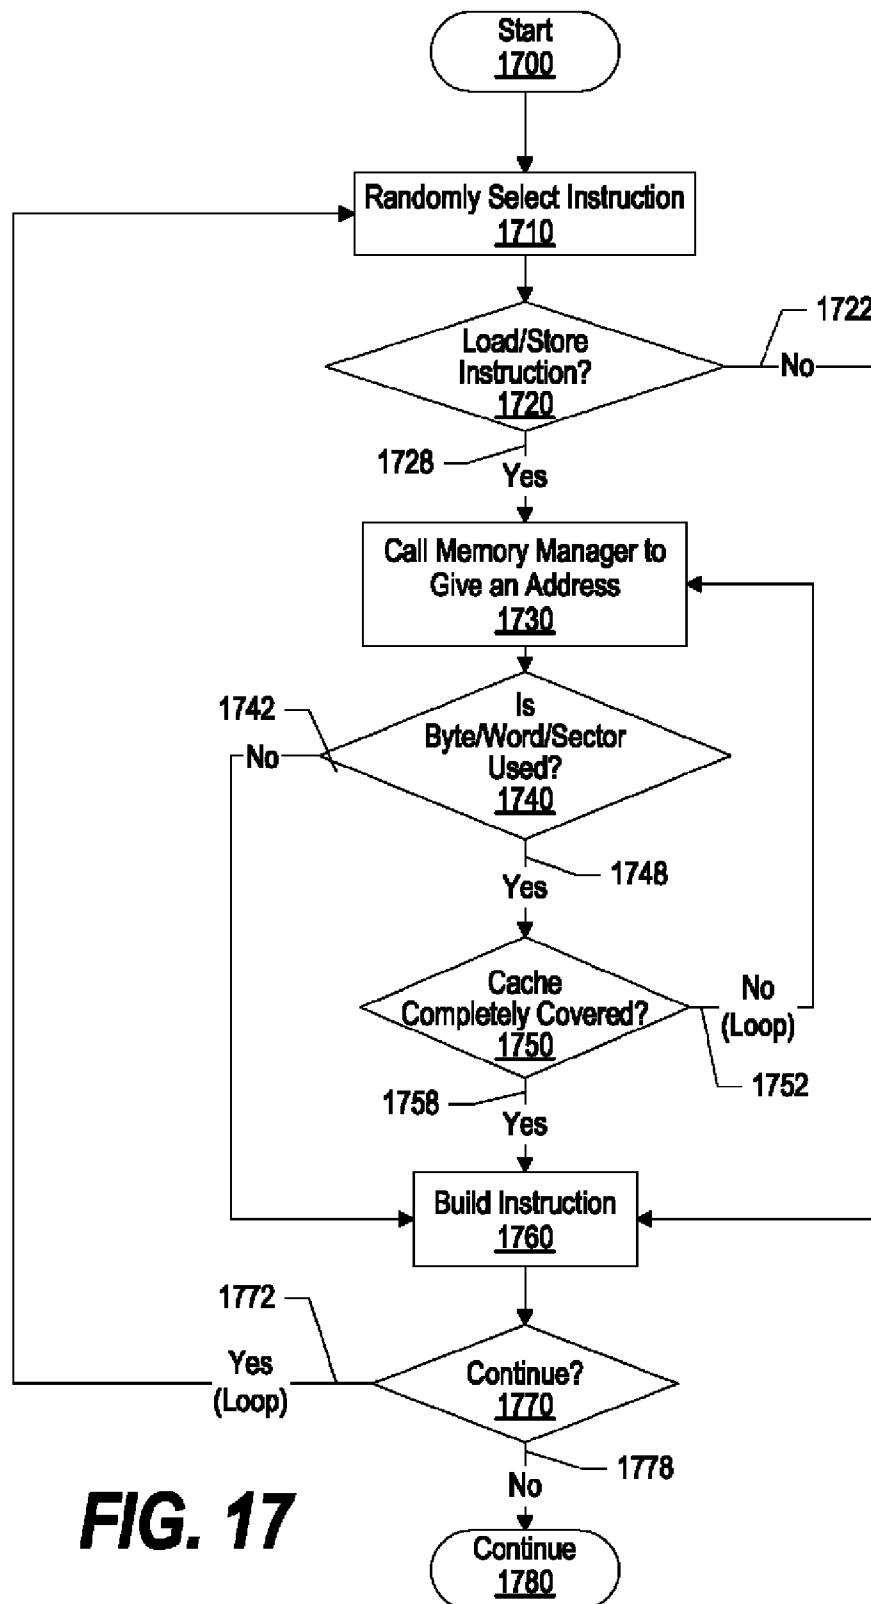 Start
1700
Randomly Select Instruction
1710
1722
Load/Store
Instruction?
1720
No
1728
Yes
Call Memory Manager to
Give an Address
1730
1742
Is
Byte/Word/Sector
Used?
1740
No
1748
Yes
Cache
Completely Covered?
1750
No
(Loop)
1752
1758
Yes
Build Instruction
1760
1772
Yes
(Loop)
Continue?
1770
1778
No
FIG. 17
Continue
1780